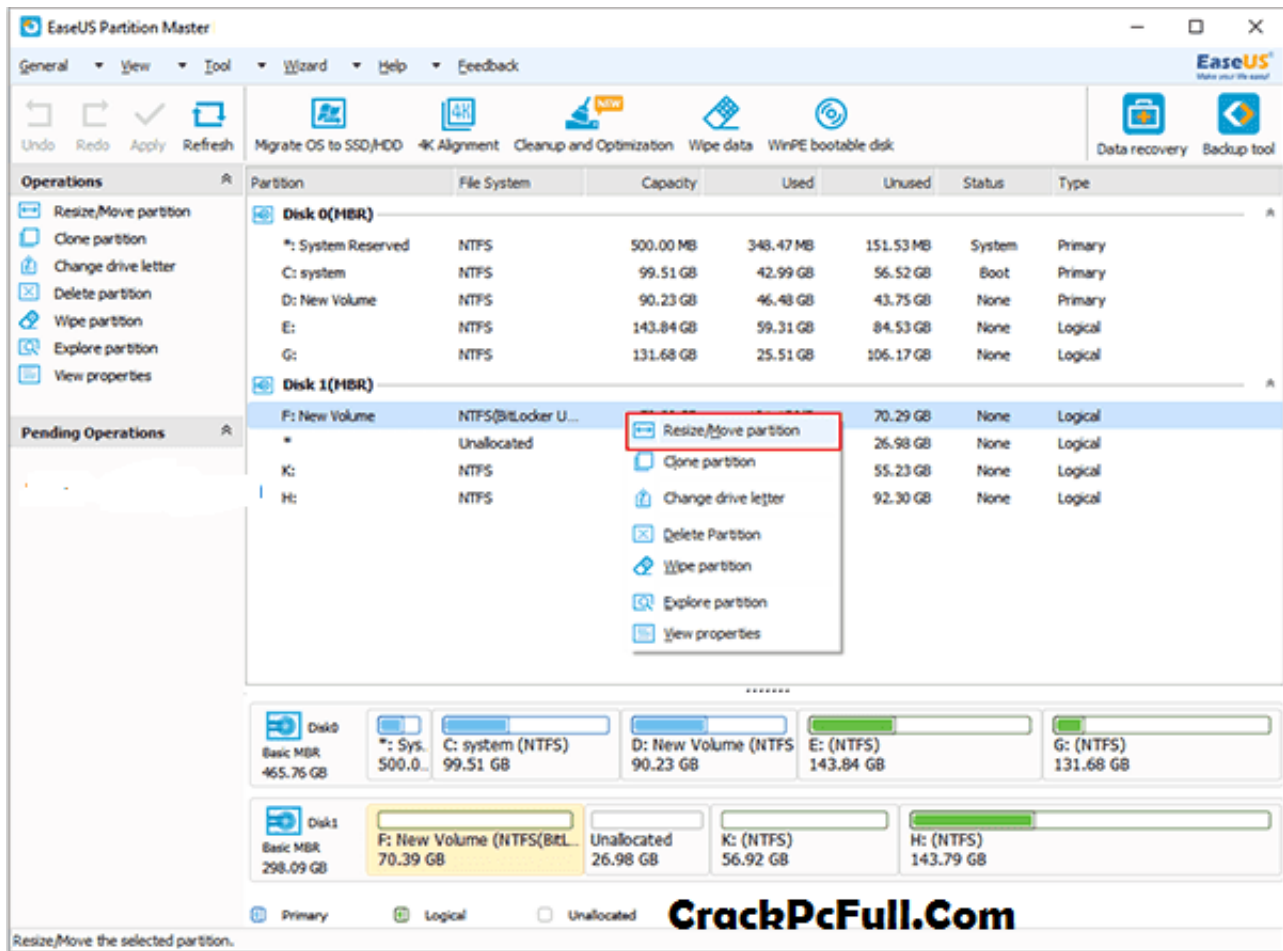 EaseUS Partition Master
General View Tool Wizard Help Feedback
EaseUS
Make your life easy!
Undo Redo Apply Refresh Migrate OS to SSD/HDD 4K Alignment Cleanup and Optimization Wipe data WinPE bootable disk Data recovery Backup tool
4K
NEW
Operations
Resize/Move partition
Clone partition
Change drive letter
Delete partition
Wipe partition
Explore partition
View properties
Pending Operations
Partition File System Capacity Used Unused Status Type
Disk 0(MBR)
*: System Reserved NTFS 500.00 MB 348.47 MB 151.53 MB System Primary
C: system NTFS 99.51 GB 42.99 GB 56.52 GB Boot Primary
D: New Volume NTFS 90.23 GB 46.48 GB 43.75 GB None Primary
E: NTFS 143.84 GB 59.31 GB 84.53 GB None Logical
G: NTFS 131.68 GB 25.51 GB 106.17 GB None Logical
Disk 1(MBR)
F: New Volume NTFS(BitLocker U... 70.29 GB None Logical
* Unallocated 26.98 GB None Logical
K: NTFS 55.23 GB None Logical
H: NTFS 92.30 GB None Logical
Resize/Move partition
Clone partition
Change drive letter
Delete Partition
Wipe partition
Explore partition
View properties
Disk0
Basic MBR
465.76 GB
*: Sys.
500.0..
C: system (NTFS)
99.51 GB
D: New Volume (NTFS
90.23 GB
E: (NTFS)
143.84 GB
G: (NTFS)
131.68 GB
Disk1
Basic MBR
298.09 GB
F: New Volume (NTFS(BitL...
70.39 GB
Unallocated
26.98 GB
K: (NTFS)
56.92 GB
H: (NTFS)
143.79 GB
Primary Logical Unallocated
CrackPcFull.Com
Resize/Move the selected partition.